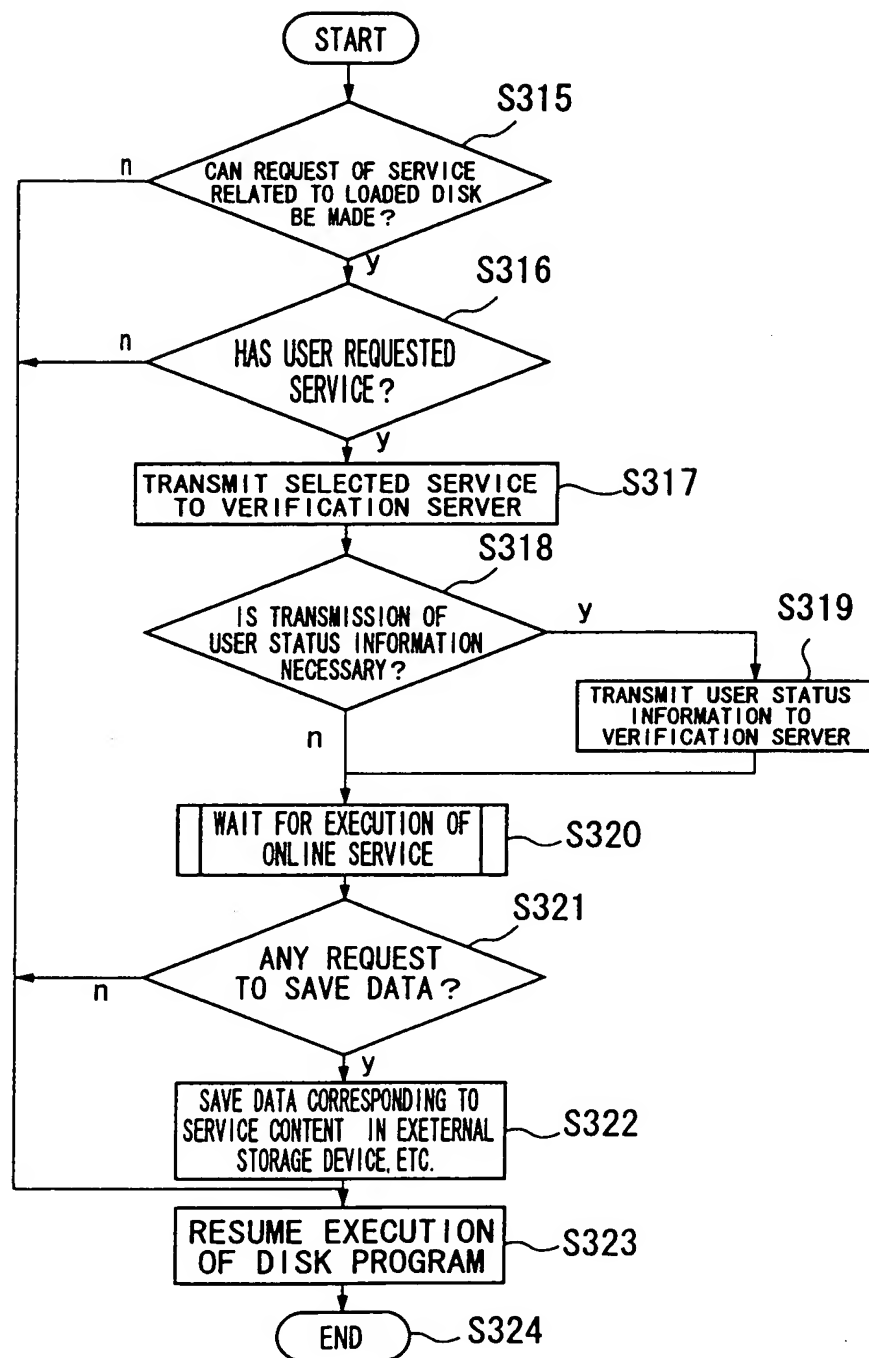 START
S315
n
CAN REQUEST OF SERVICE
RELATED TO LOADED DISK
BE MADE?
y
S316
n
HAS USER REQUESTED
SERVICE?
y
TRANSMIT SELECTED SERVICE
TO VERIFICATION SERVER
S317
S318
IS TRANSMISSION OF
USER STATUS INFORMATION
NECESSARY?
y
S319
TRANSMIT USER STATUS
INFORMATION TO
VERIFICATION SERVER
n
WAIT FOR EXECUTION OF
ONLINE SERVICE
S320
S321
ANY REQUEST
TO SAVE DATA?
n
y
SAVE DATA CORRESPONDING TO
SERVICE CONTENT IN EXETERNAL
STORAGE DEVICE, ETC.
S322
RESUME EXECUTION
OF DISK PROGRAM
S323
END
S324